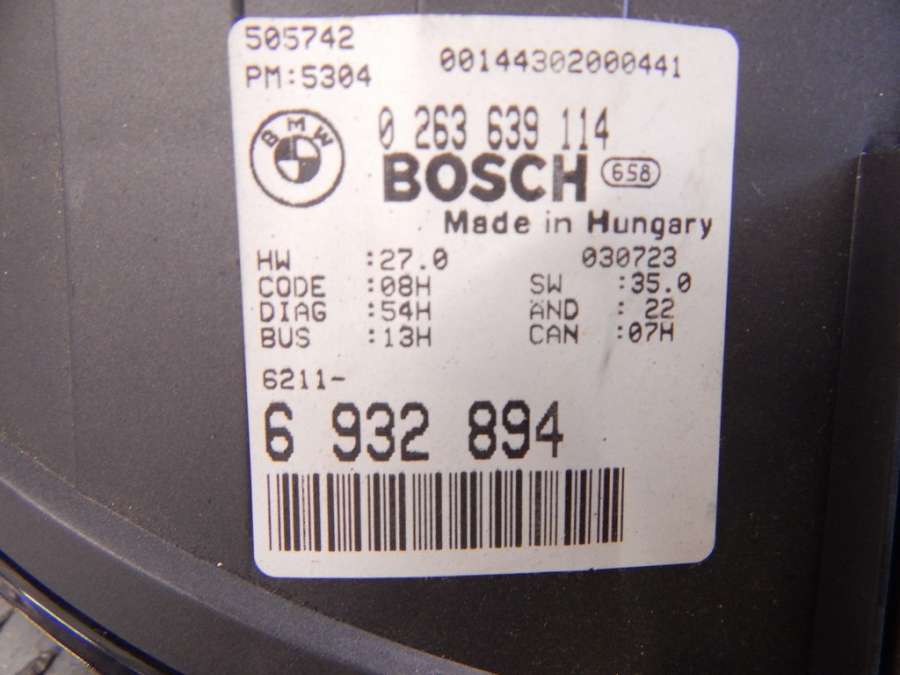 505742 00144302000441
PM:5304
BMW 0 263 639 114
BOSCH 658
Made in Hungary
HW :27.0 030723
CODE :08H SW :35.0
DIAG :54H AND : 22
BUS :13H CAN :07H
6211-
6 932 894